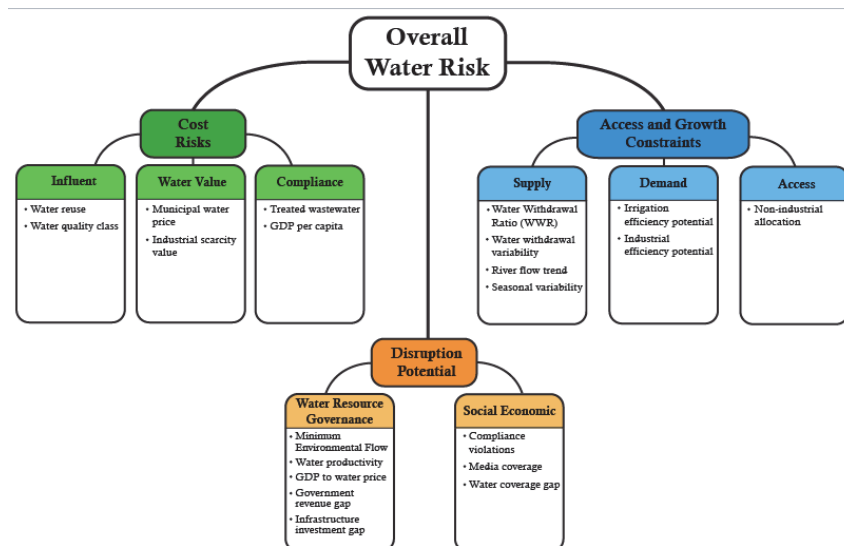 Overall
Water Risk
Cost
Risks
Influent
• Water reuse
• Water quality class
Water Value
• Municipal water
price
• Industrial scarcity
value
Compliance
• Treated wastewater
• GDP per capita
Access and Growth
Constraints
Supply
• Water Withdrawal
Ratio (WWR)
• Water withdrawal
variability
• River flow trend
• Seasonal variability
Demand
• Irrigation
efficiency potential
• Industrial
efficiency potential
Access
• Non-industrial
allocation
Disruption
Potential
Water Resource
Governance
• Minimum
Environmental Flow
• Water productivity
• GDP to water price
• Government
revenue gap
• Infrastructure
investment gap
Social Economic
• Compliance
violations
• Media coverage
• Water coverage gap